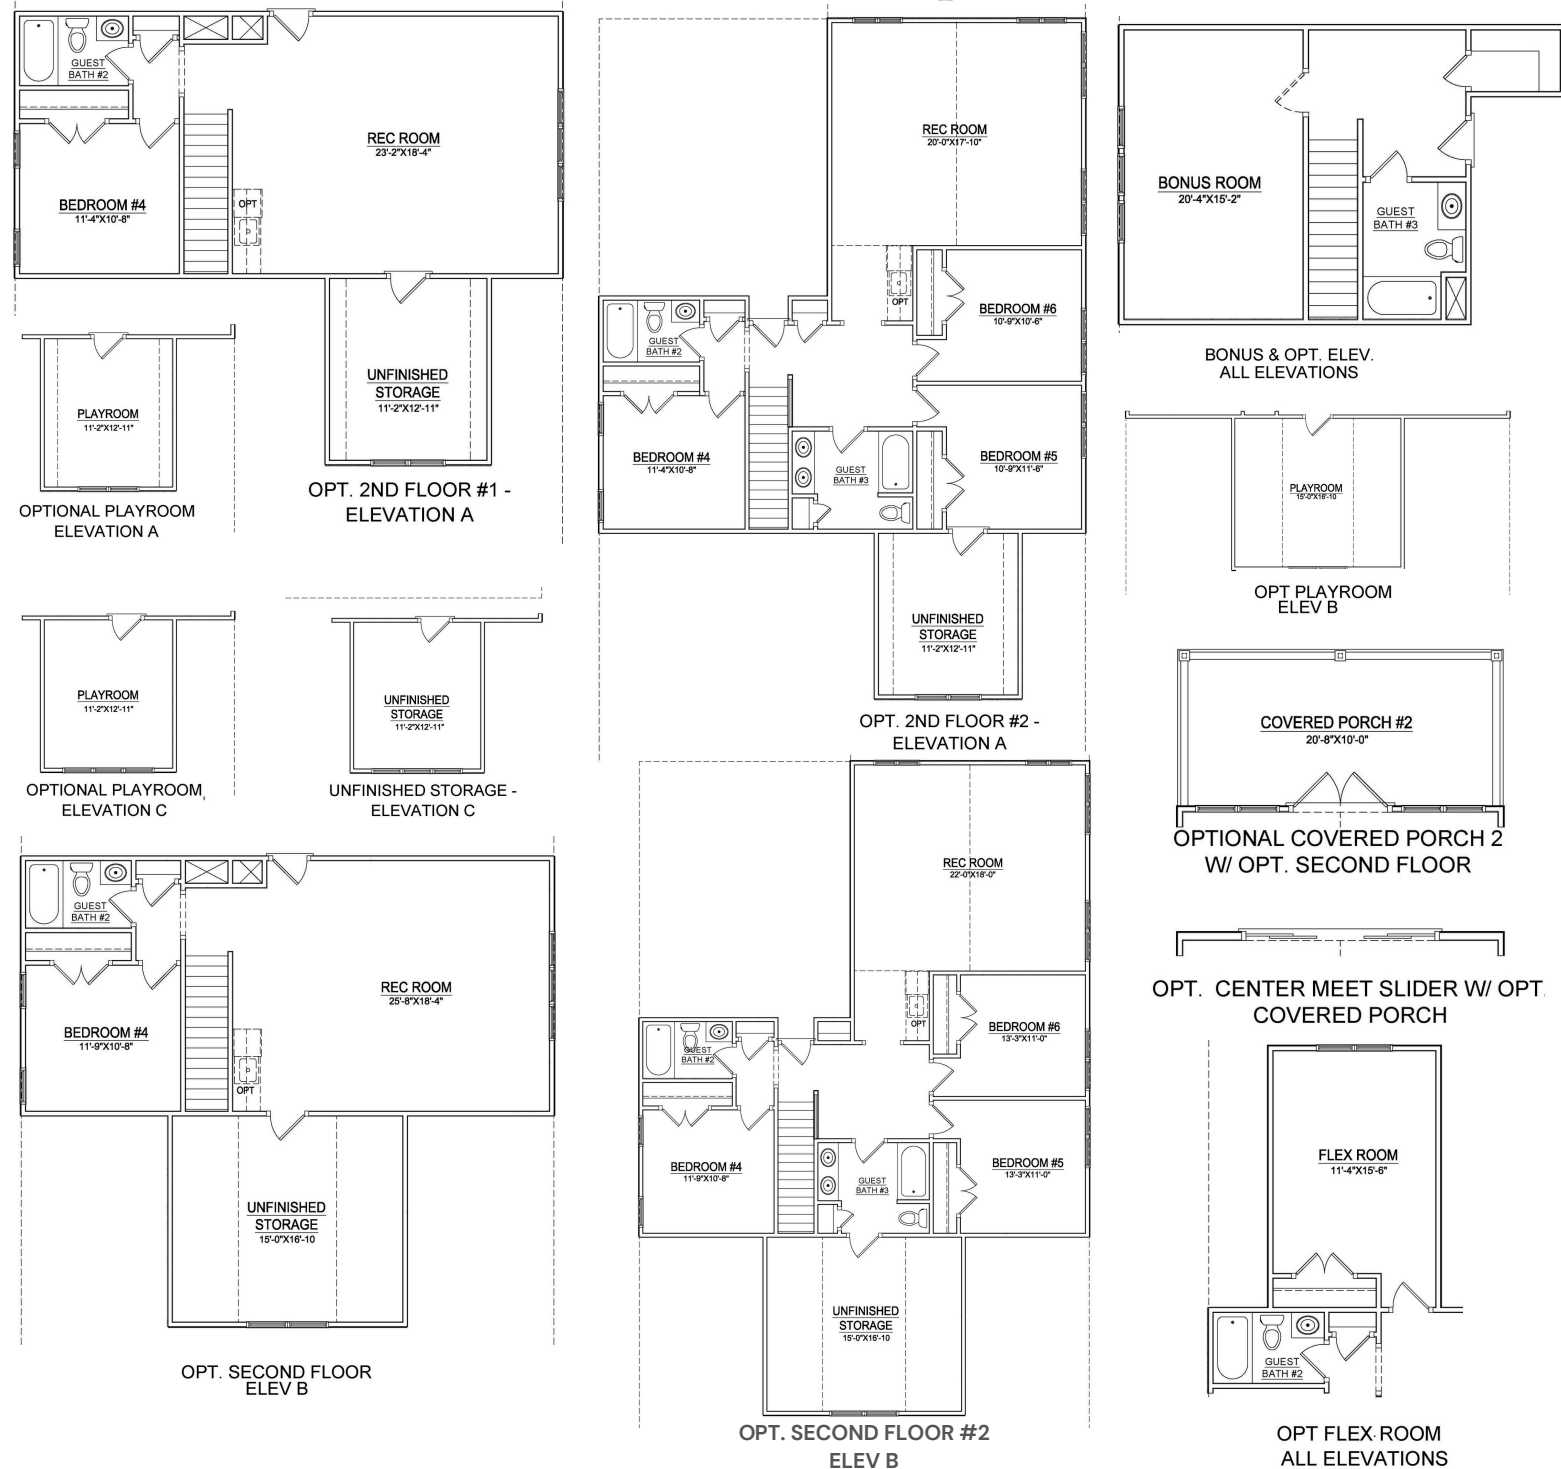 GUEST
BATH #2
REC ROOM
23'-2"X18'-4"
BEDROOM #4
11'-4"X10'-8"
OPT
UNFINISHED
STORAGE
11'-2"X12'-11"
OPT. 2ND FLOOR #1 -
ELEVATION A
PLAYROOM
11'-2"X12'-11"
OPTIONAL PLAYROOM
ELEVATION A
PLAYROOM
11'-2"X12'-11"
OPTIONAL PLAYROOM
ELEVATION C
UNFINISHED
STORAGE
11'-2"X12'-11"
UNFINISHED STORAGE -
ELEVATION C
GUEST
BATH #2
REC ROOM
25'-8"X18'-4"
BEDROOM #4
11'-9"X10'-8"
OPT
UNFINISHED
STORAGE
15'-0"X16'-10
OPT. SECOND FLOOR
ELEV B
REC ROOM
20'-0"X17'-10"
OPT
BEDROOM #6
10'-9"X10'-6"
GUEST
BATH #2
BEDROOM #4
11'-4"X10'-8"
GUEST
BATH #3
BEDROOM #5
10'-9"X11'-6"
UNFINISHED
STORAGE
11'-2"X12'-11"
OPT. 2ND FLOOR #2 -
ELEVATION A
REC ROOM
22'-0"X18'-0"
OPT
BEDROOM #6
13'-3"X11'-0"
GUEST
BATH #2
BEDROOM #4
11'-9"X10'-8"
GUEST
BATH #3
BEDROOM #5
13'-3"X11'-0"
UNFINISHED
STORAGE
15'-0"X16'-10
OPT. SECOND FLOOR #2
ELEV B
BONUS ROOM
20'-4"X15'-2"
GUEST
BATH #3
BONUS & OPT. ELEV.
ALL ELEVATIONS
PLAYROOM
15'-0"X16'-10
OPT PLAYROOM
ELEV B
COVERED PORCH #2
20'-8"X10'-0"
OPTIONAL COVERED PORCH 2
W/ OPT. SECOND FLOOR
OPT. CENTER MEET SLIDER W/ OPT.
COVERED PORCH
FLEX ROOM
11'-4"X15'-6"
GUEST
BATH #2
OPT FLEX ROOM
ALL ELEVATIONS